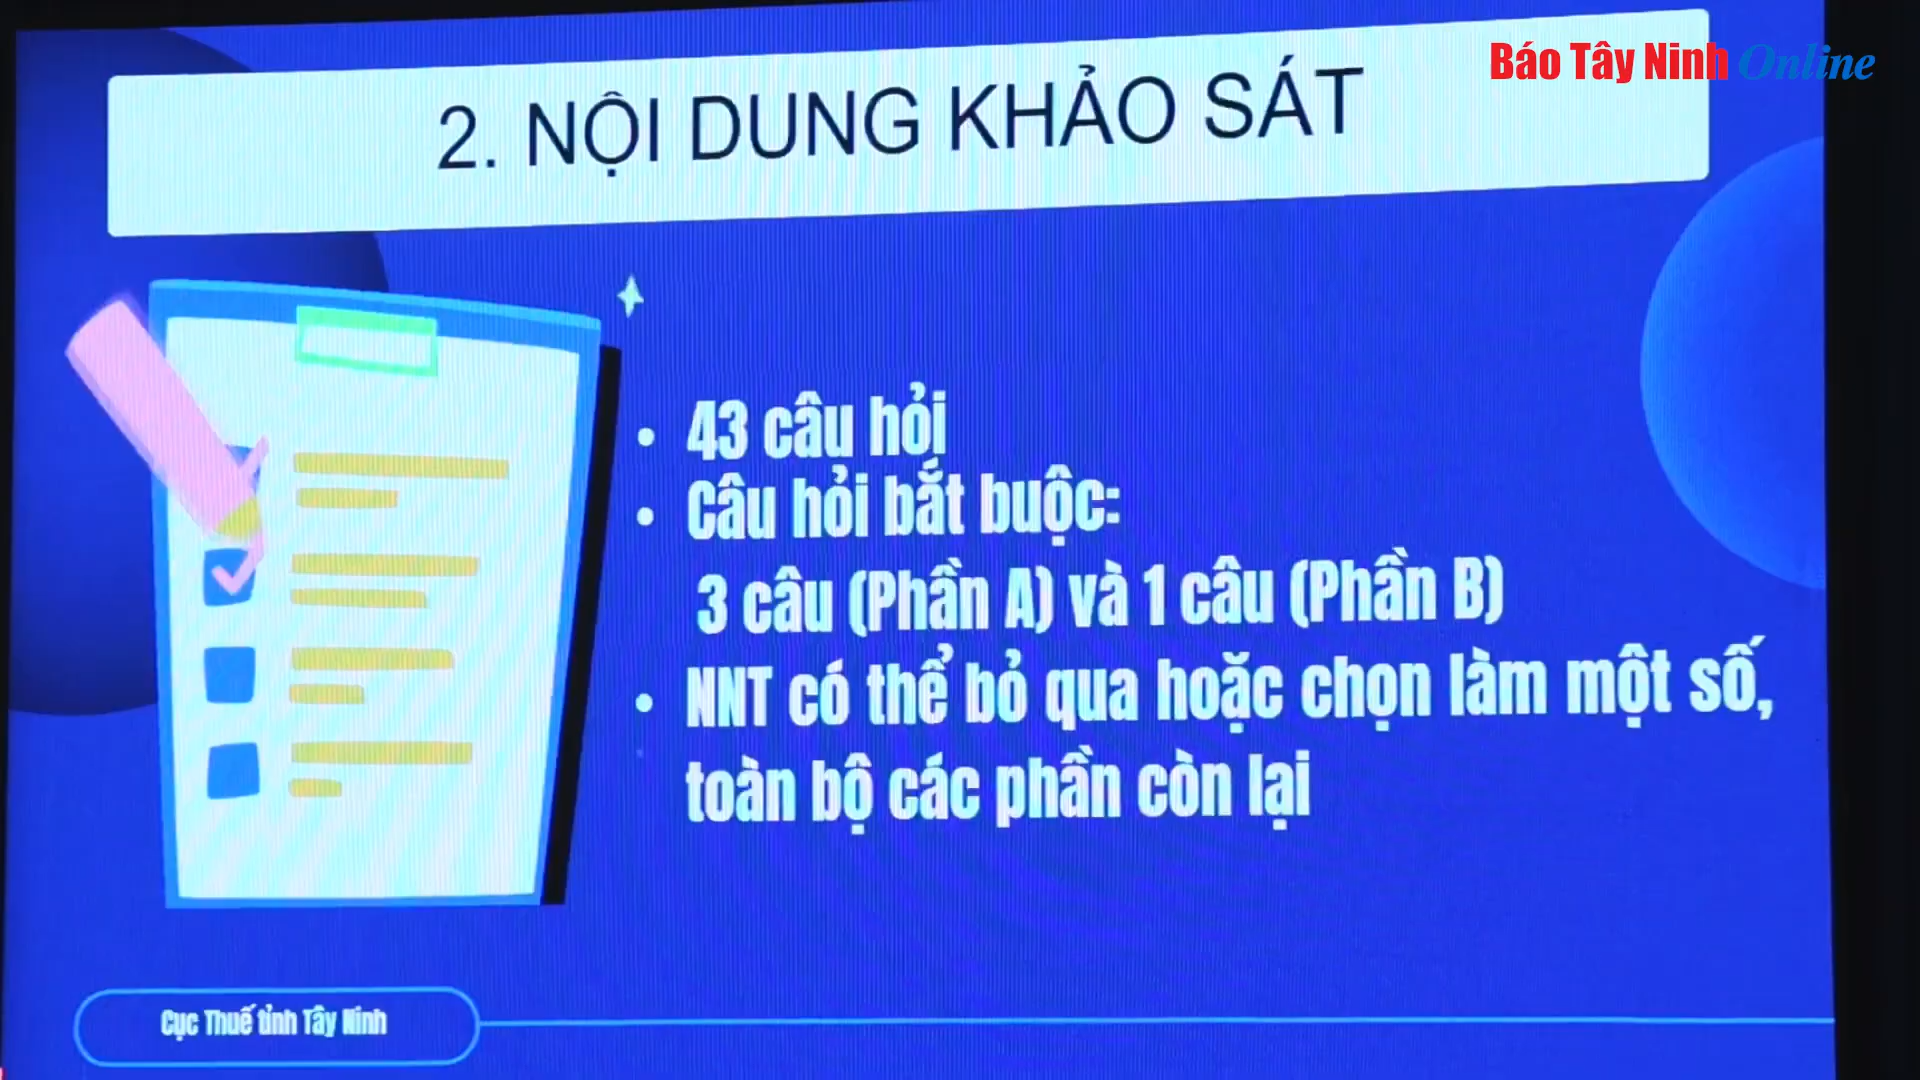 Báo Tây Ninh Online
2. NỘI DUNG KHẢO SÁT
• 43 câu hỏi
• Câu hỏi bắt buộc:
3 câu (Phần A) và 1 câu (Phần B)
• NNT có thể bỏ qua hoặc chọn làm một số,
toàn bộ các phần còn lại
Cục Thuế tỉnh Tây Ninh